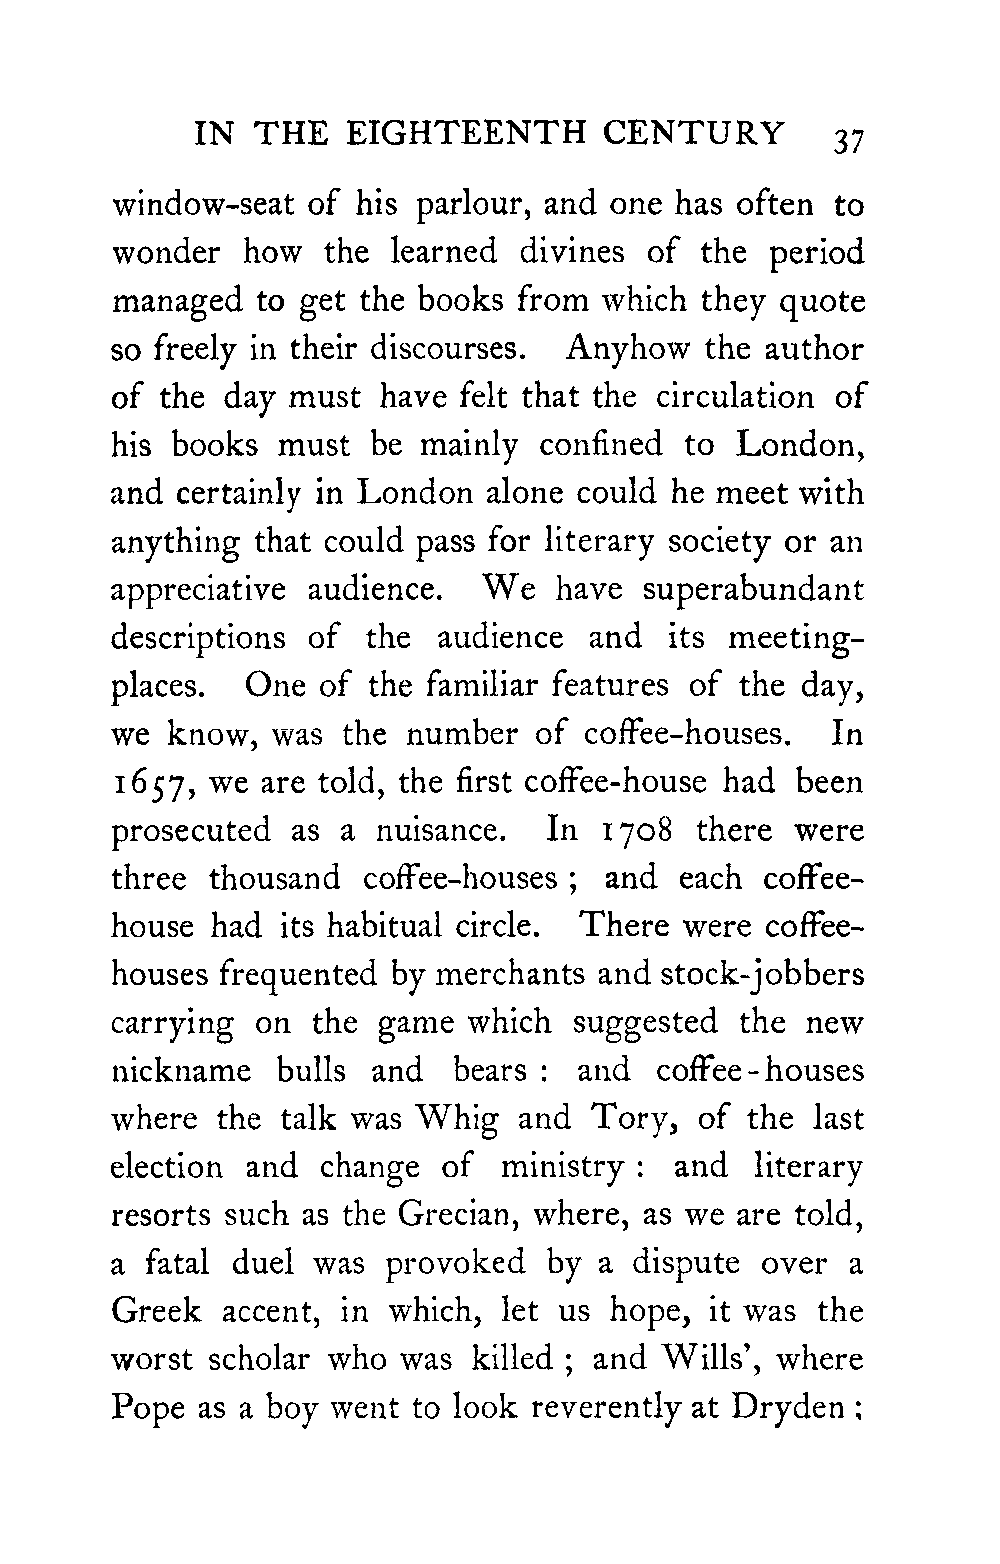 IN THE EIGHTEENTH CENTURY 37
window-seat of his parlour, and one has often to
wonder how the learned divines of the period
managed to get the books from which they quote
so freely in their discourses. Anyhow the author
of the day must have felt that the circulation of
his books must be mainly confined to London,
and certainly in London alone could he meet with
anything that could pass for literary society or an
appreciative audience. We have superabundant
descriptions of the audience and its meeting-
places. One of the familiar features of the day,
we know, was the number of coffee-houses. In
1657, we are told, the first coffee-house had been
prosecuted as a nuisance. In 1708 there were
three thousand coffee-houses ; and each coffee-
house had its habitual circle. There were coffee-
houses frequented by merchants and stock-jobbers
carrying on the game which suggested the new
nickname bulls and bears : and coffee-houses
where the talk was Whig and Tory, of the last
election and change of ministry : and literary
resorts such as the Grecian, where, as we are told,
a fatal duel was provoked by a dispute over a
Greek accent, in which, let us hope, it was the
worst scholar who was killed ; and Wills', where
Pope as a boy went to look reverently at Dryden ;